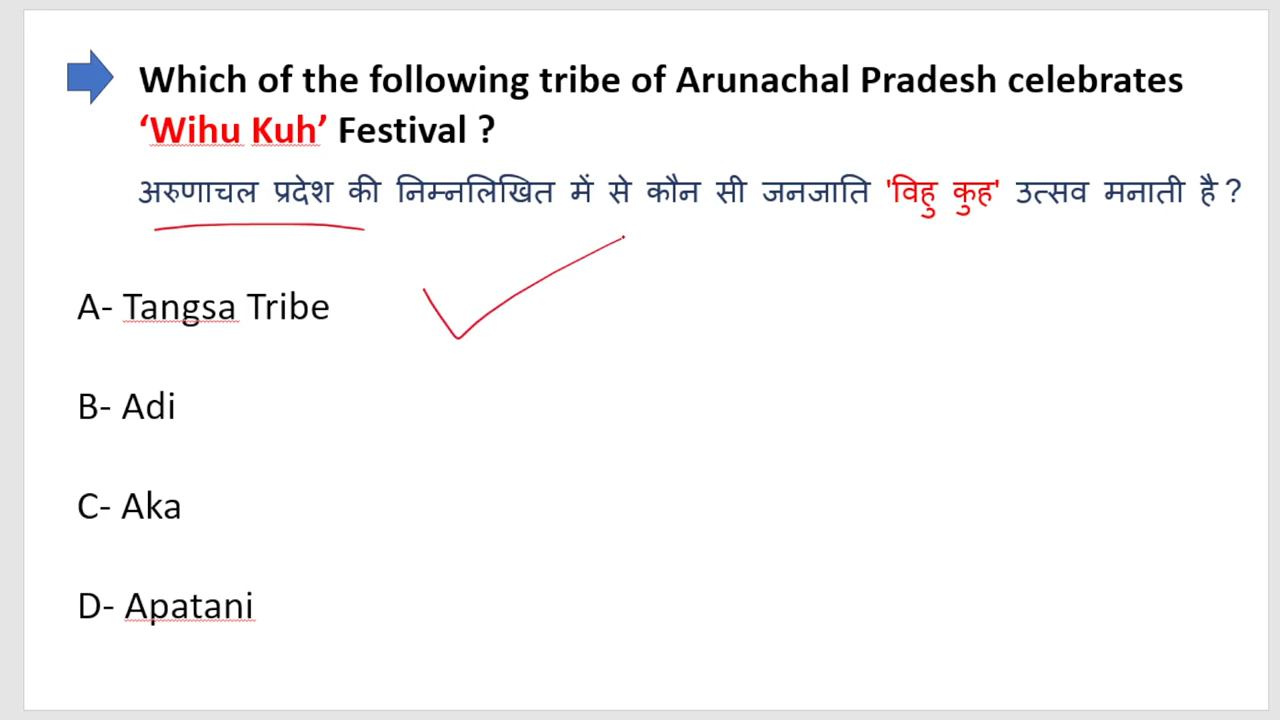 Which of the following tribe of Arunachal Pradesh celebrates
‘Wihu Kuh’ Festival ?
अरुणाचल प्रदेश की निम्नलिखित में से कौन सी जनजाति 'विहु कुह' उत्सव मनाती है ?
A- Tangsa Tribe
B- Adi
C- Aka
D- Apatani